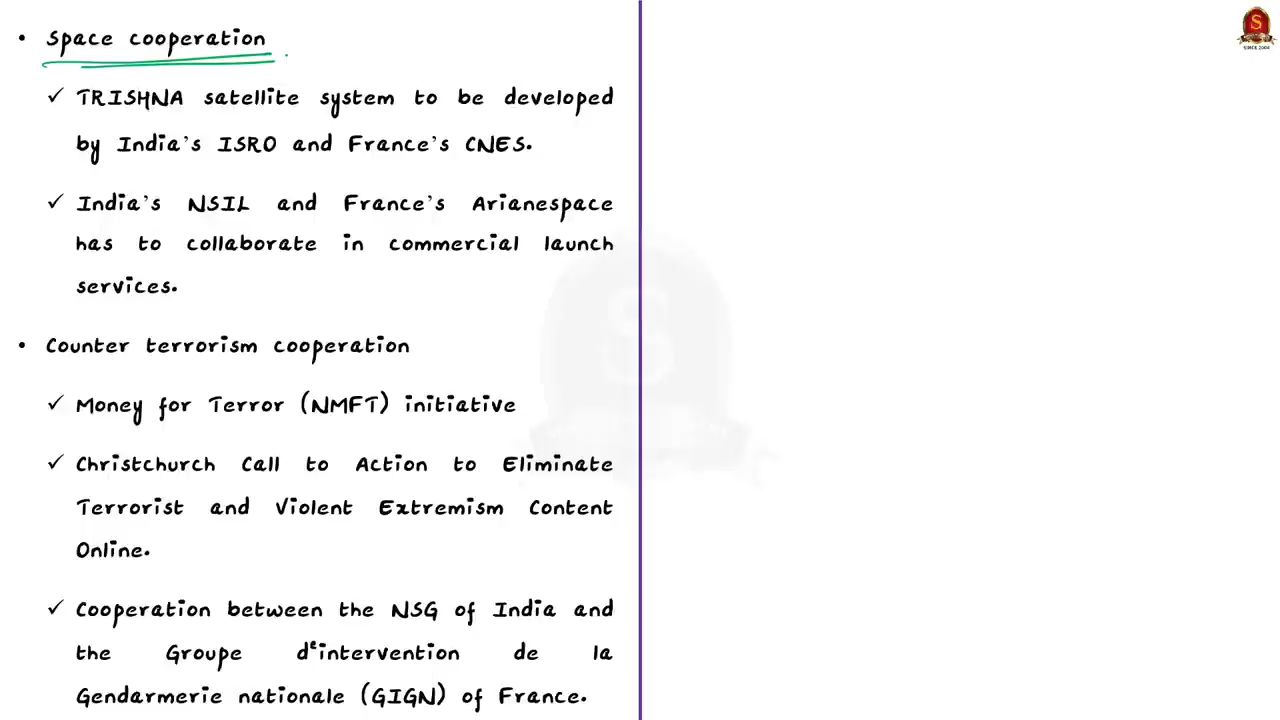 • Space cooperation
✓ TRISHNA satellite system to be developed
by India's ISRO and France's CNES.
✓ India's NSIL and France's Arianespace
has to collaborate in commercial launch
services.
• Counter terrorism cooperation
✓ Money for Terror (NMFT) initiative
✓ Christchurch Call to Action to Eliminate
Terrorist and Violent Extremism Content
Online.
✓ Cooperation between the NSG of India and
the Groupe dᵉintervention de la
Gendarmerie nationale (GIGN) of France.
S
SINCE 2004
S